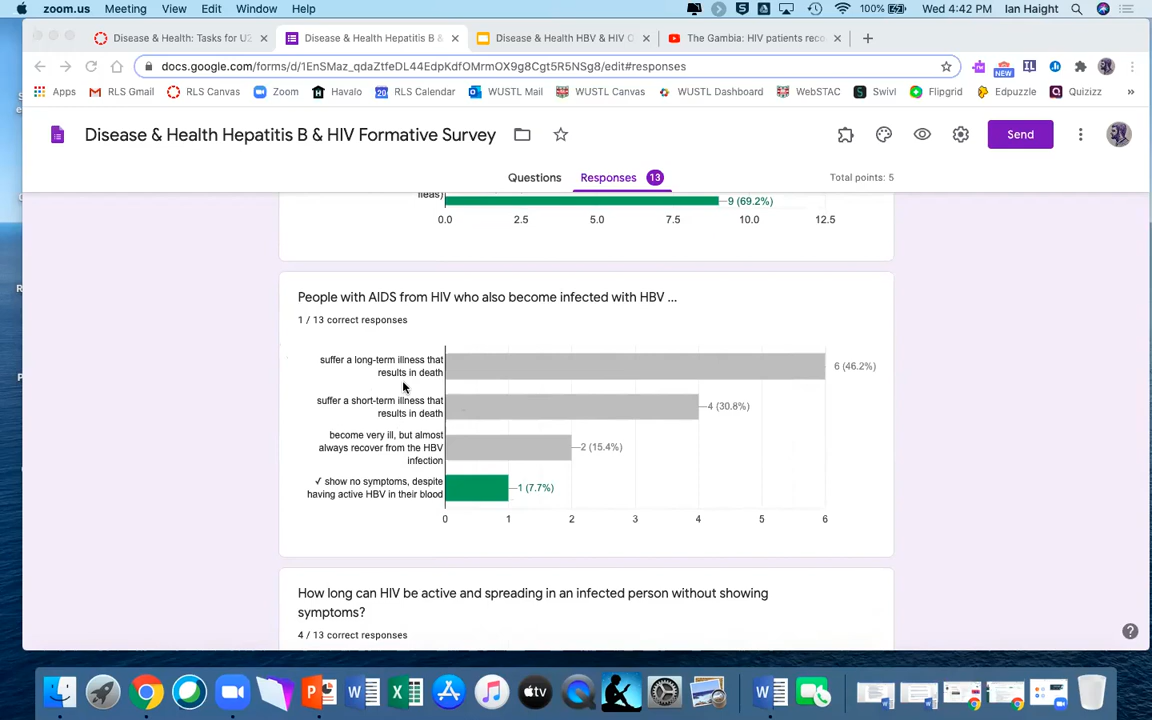 zoom.us Meeting View Edit Window Help 100% Wed 4:42 PM Ian Haight
Disease & Health: Tasks for U2 Disease & Health Hepatitis B & Disease & Health HBV & HIV C The Gambia: HIV patients reco
docs.google.com/forms/d/1EnSMaz_qdaZtfeDL44EdpKdfOMrmOX9g8Cgt5R5NSg8/edit#responses
NEW
Apps RLS Gmail RLS Canvas Zoom Havalo 20 RLS Calendar WUSTL Mail WUSTL Canvas WUSTL Dashboard WebSTAC Swivl Flipgrid Edpuzzle Quizizz »
Disease & Health Hepatitis B & HIV Formative Survey Send
Questions Responses 13 Total points: 5
fleas)
9 (69.2%)
0.0 2.5 5.0 7.5 10.0 12.5
People with AIDS from HIV who also become infected with HBV ...
1 / 13 correct responses
suffer a long-term illness that
results in death
6 (46.2%)
suffer a short-term illness that
results in death
4 (30.8%)
become very ill, but almost
always recover from the HBV
infection
2 (15.4%)
✓ show no symptoms, despite
having active HBV in their blood
1 (7.7%)
0 1 2 3 4 5 6
How long can HIV be active and spreading in an infected person without showing
symptoms?
4 / 13 correct responses